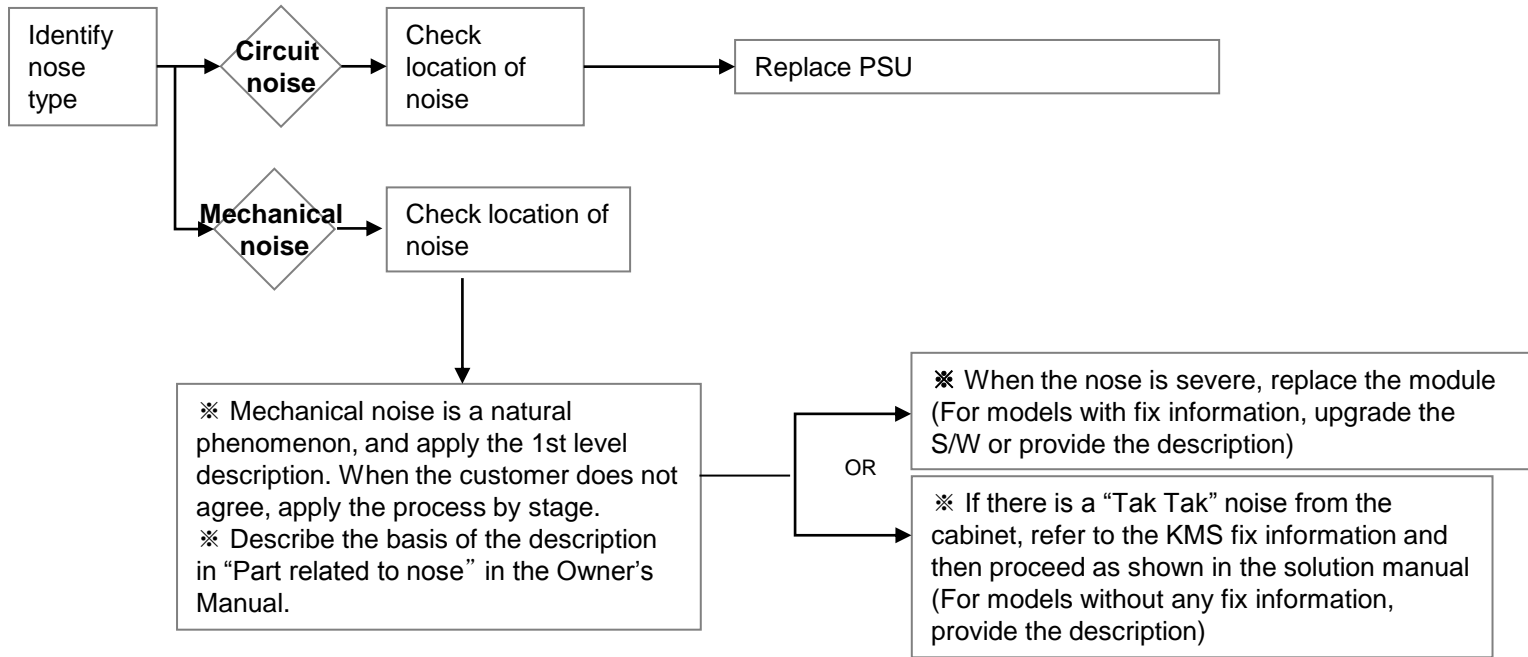 Identify
nose
type
Circuit
noise
Check
location of
noise
Replace PSU
Mechanical
noise
Check location of
noise
※ Mechanical noise is a natural
phenomenon, and apply the 1st level
description. When the customer does not
agree, apply the process by stage.
※ Describe the basis of the description
in “Part related to nose” in the Owner’s
Manual.
OR
※ When the nose is severe, replace the module
(For models with fix information, upgrade the
S/W or provide the description)
※ If there is a “Tak Tak” noise from the
cabinet, refer to the KMS fix information and
then proceed as shown in the solution manual
(For models without any fix information,
provide the description)